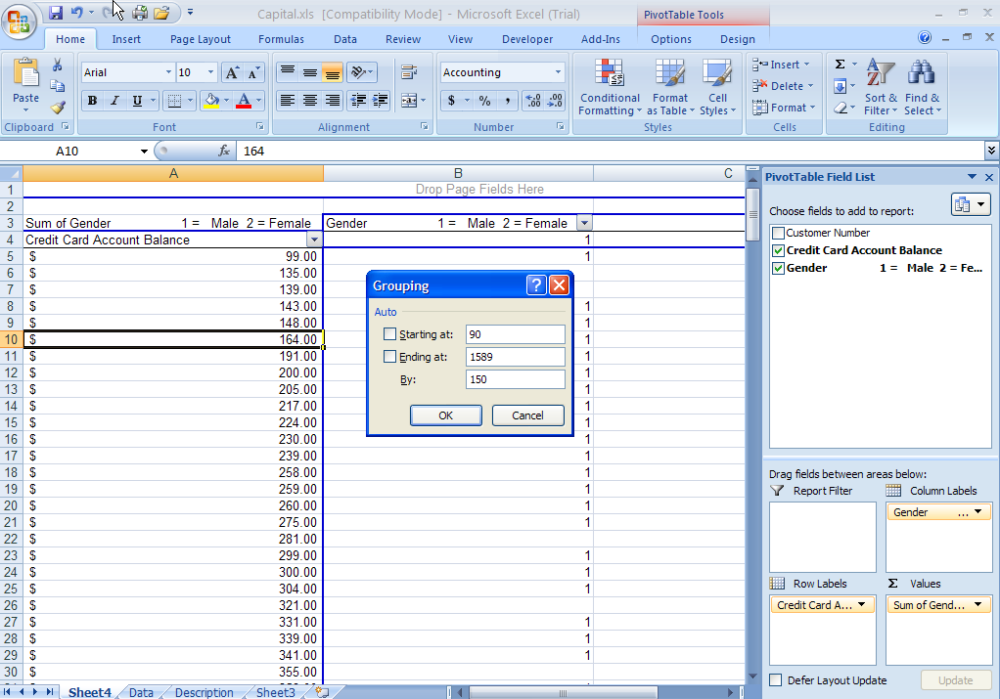 Capital.xls [Compatibility Mode] - Microsoft Excel (Trial)
PivotTable Tools
Home Insert Page Layout Formulas Data Review View Developer Add-Ins Options Design
Arial 10 Accounting
Paste
B I U $ % ,
Conditional Formatting
Format as Table
Cell Styles
Insert
Delete
Format
Sort & Filter
Find & Select
Clipboard Font Alignment Number Styles Cells Editing
A10 fx 164
A B C
1 Drop Page Fields Here
2
3 Sum of Gender 1 = Male 2 = Female Gender 1 = Male 2 = Female
4 Credit Card Account Balance 1
5 $ 99.00 1
6 $ 135.00
7 $ 139.00
8 $ 143.00 1
9 $ 148.00 1
10 $ 164.00 1
11 $ 191.00 1
12 $ 200.00 1
13 $ 205.00 1
14 $ 217.00 1
15 $ 224.00 1
16 $ 230.00 1
17 $ 239.00 1
18 $ 258.00 1
19 $ 259.00 1
20 $ 260.00 1
21 $ 275.00 1
22 $ 281.00
23 $ 299.00 1
24 $ 300.00 1
25 $ 304.00 1
26 $ 321.00
27 $ 331.00 1
28 $ 339.00 1
29 $ 341.00 1
30 $ 355.00
Grouping
Auto
Starting at: 90
Ending at: 1589
By: 150
OK Cancel
PivotTable Field List
Choose fields to add to report:
Customer Number
Credit Card Account Balance
Gender 1 = Male 2 = Fe...
Drag fields between areas below:
Report Filter Column Labels
Gender ...
Row Labels Σ Values
Credit Card A... Sum of Gend...
Defer Layout Update Update
Sheet4 Data Description Sheet3